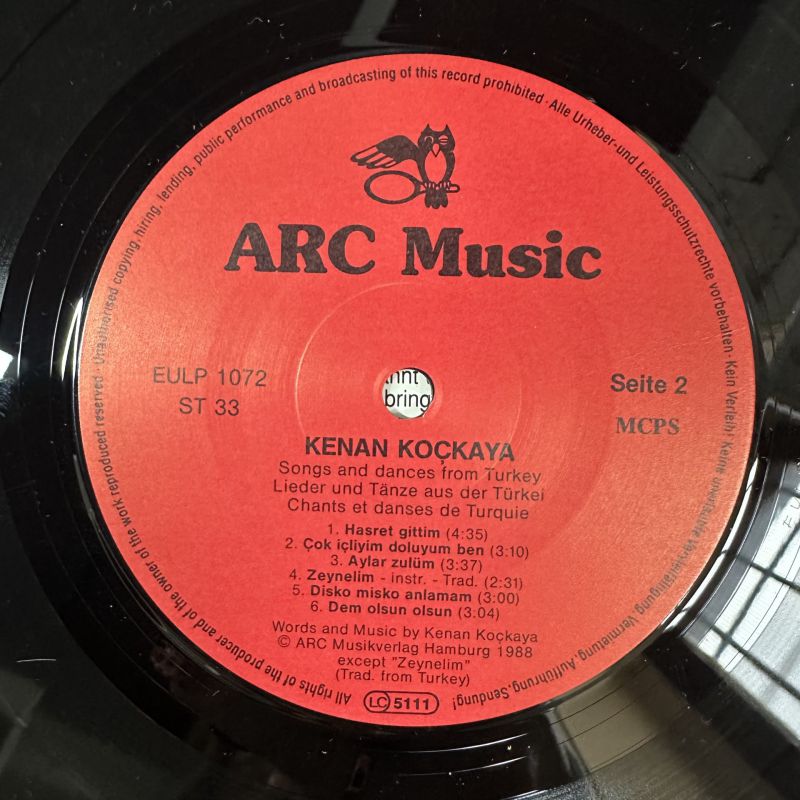 All rights of the producer and of the owner of the work reproduced reserved · Unauthorised copying, hiring, lending, public performance and broadcasting of this record prohibited · Alle Urheber- und Leistungsschutzrechte vorbehalten · Kein Verleih! Keine unerlaubte Vervielfältigung, Vermietung, Aufführung, Sendung!
ARC Music
EULP 1072
ST 33
Seite 2
MCPS
bring
KENAN KOÇKAYA
Songs and dances from Turkey
Lieder und Tänze aus der Türkei
Chants et danses de Turquie
1. Hasret gittim (4:35)
2. Çok içliyim doluyum ben (3:10)
3. Aylar zulüm (3:37)
4. Zeynelim - instr. - Trad. (2:31)
5. Disko misko anlamam (3:00)
6. Dem olsun olsun (3:04)
Words and Music by Kenan Koçkaya
© ARC Musikverlag Hamburg 1988
except "Zeynelim"
(Trad. from Turkey)
LC 5111